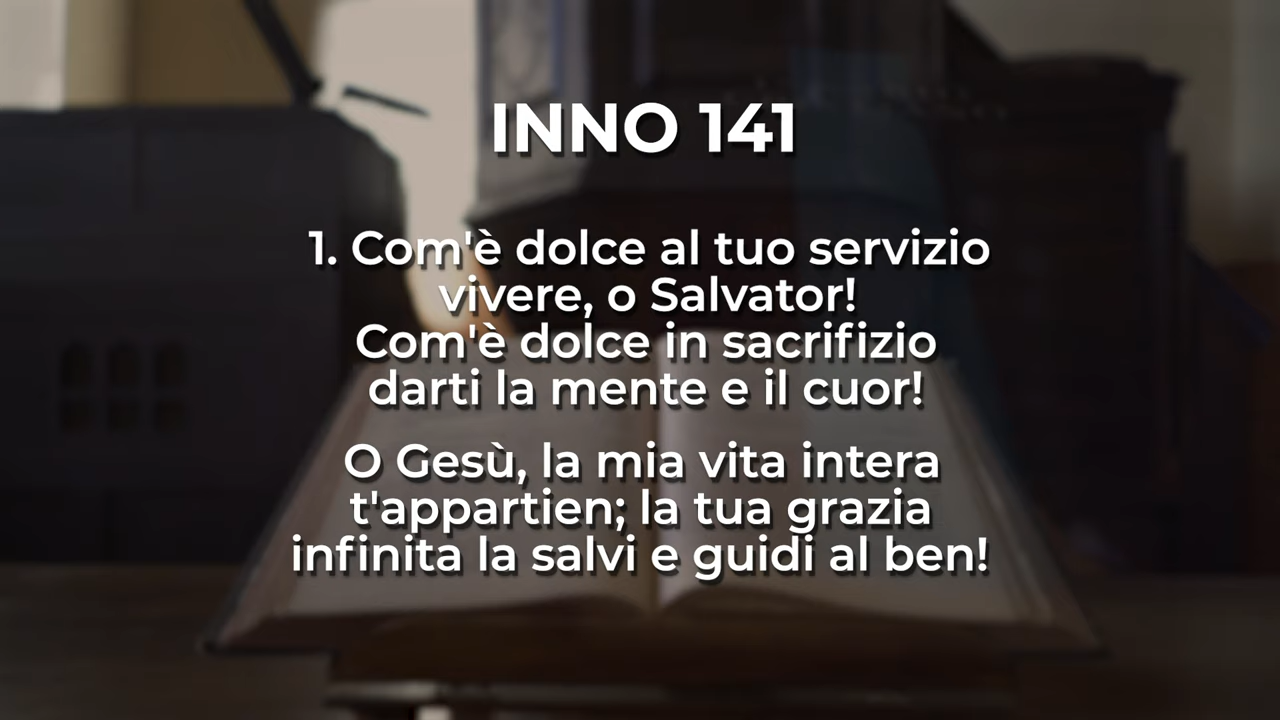 INNO 141
1. Com'è dolce al tuo servizio
vivere, o Salvator!
Com'è dolce in sacrifizio
darti la mente e il cuor!
O Gesù, la mia vita intera
t'appartien; la tua grazia
infinita la salvi e guidi al ben!